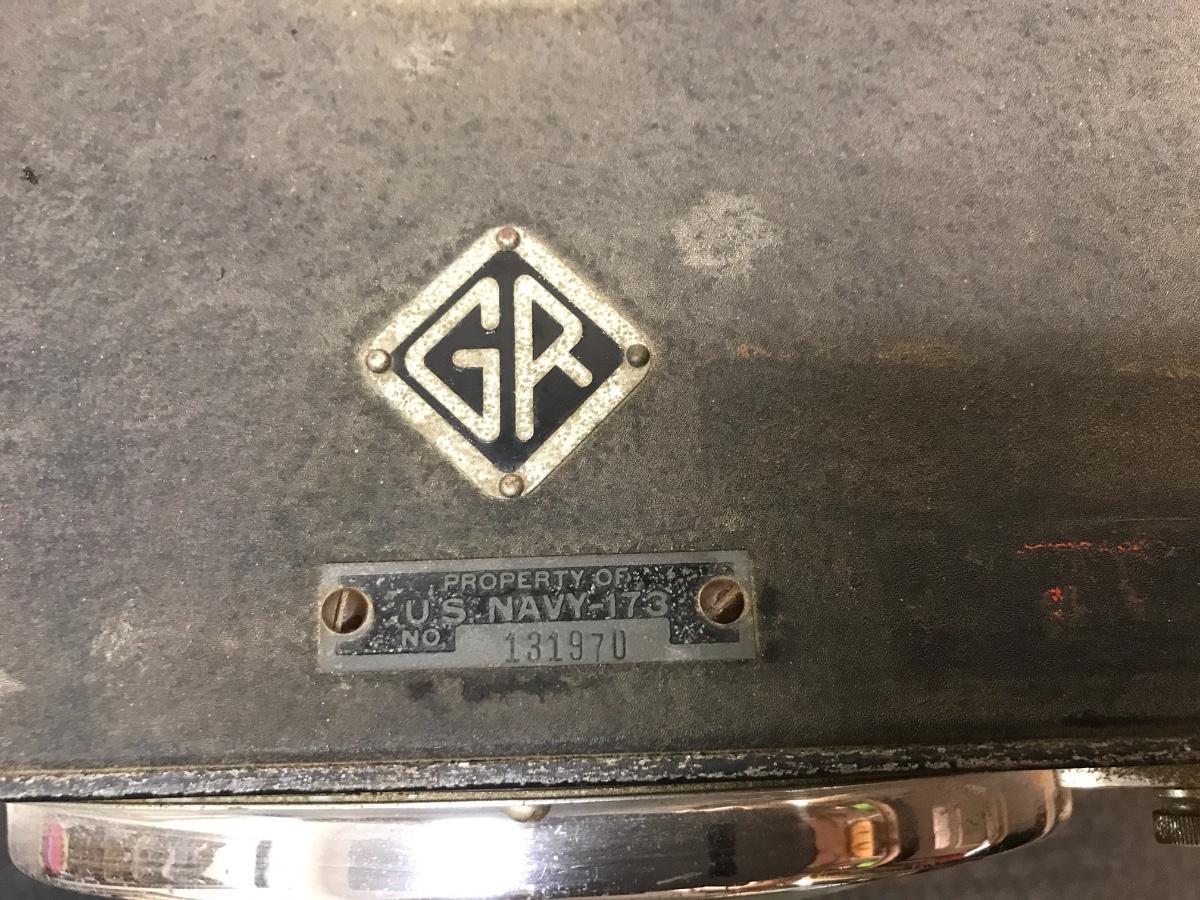 GR
PROPERTY OF
U.S. NAVY-173
NO. 131970